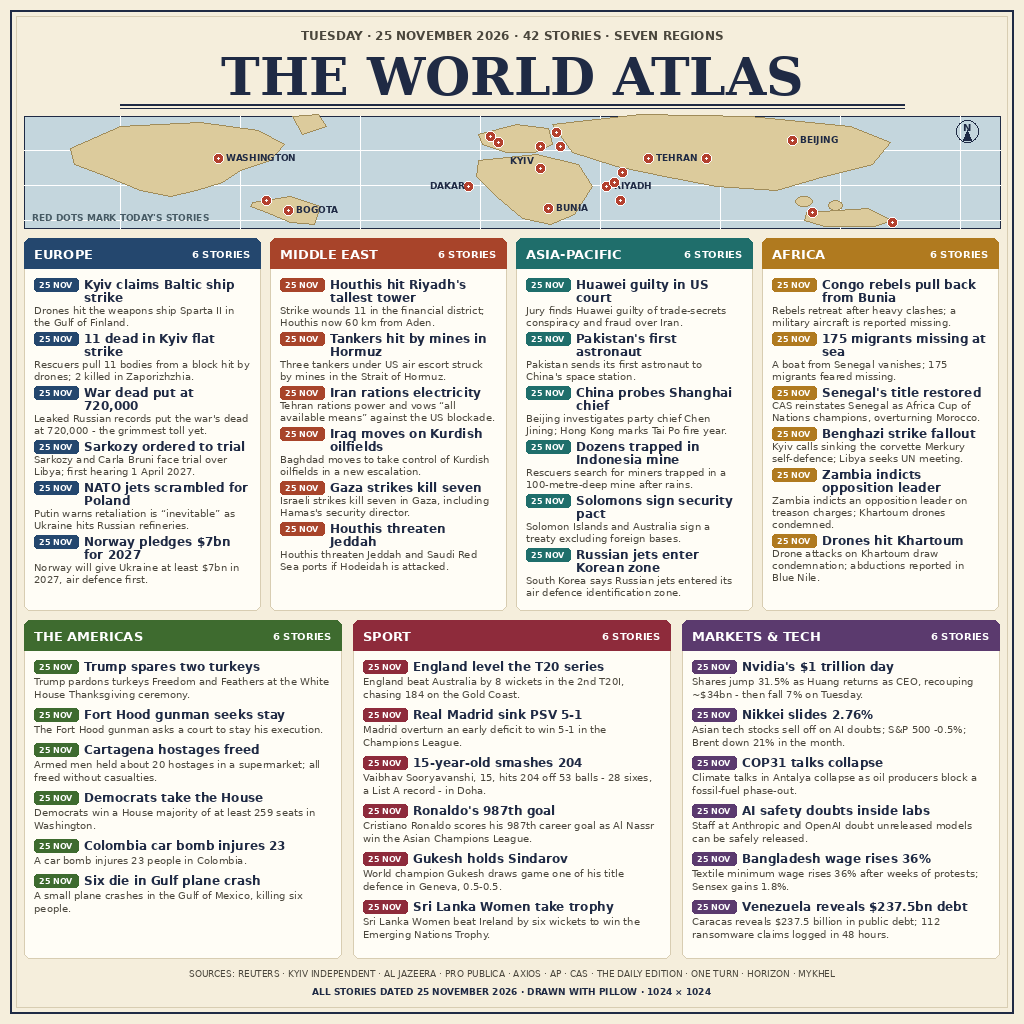 TUESDAY · 25 NOVEMBER 2026 · 42 STORIES · SEVEN REGIONS
THE WORLD ATLAS
N
WASHINGTON
BOGOTA
DAKAR
KYIV
BUNIA
RIYADH
TEHRAN
BEIJING
RED DOTS MARK TODAY'S STORIES
EUROPE 6 STORIES
25 NOV Kyiv claims Baltic ship
strike
Drones hit the weapons ship Sparta II in
the Gulf of Finland.
25 NOV 11 dead in Kyiv flat
strike
Rescuers pull 11 bodies from a block hit by
drones; 2 killed in Zaporizhzhia.
25 NOV War dead put at
720,000
Leaked Russian records put the war's dead
at 720,000 - the grimmest toll yet.
25 NOV Sarkozy ordered to trial
Sarkozy and Carla Bruni face trial over
Libya; first hearing 1 April 2027.
25 NOV NATO jets scrambled for
Poland
Putin warns retaliation is “inevitable” as
Ukraine hits Russian refineries.
25 NOV Norway pledges $7bn
for 2027
Norway will give Ukraine at least $7bn in
2027, air defence first.
MIDDLE EAST 6 STORIES
25 NOV Houthis hit Riyadh's
tallest tower
Strike wounds 11 in the financial district;
Houthis now 60 km from Aden.
25 NOV Tankers hit by mines in
Hormuz
Three tankers under US air escort struck
by mines in the Strait of Hormuz.
25 NOV Iran rations electricity
Tehran rations power and vows “all
available means” against the US blockade.
25 NOV Iraq moves on Kurdish
oilfields
Baghdad moves to take control of Kurdish
oilfields in a new escalation.
25 NOV Gaza strikes kill seven
Israeli strikes kill seven in Gaza, including
Hamas's security director.
25 NOV Houthis threaten
Jeddah
Houthis threaten Jeddah and Saudi Red
Sea ports if Hodeidah is attacked.
ASIA-PACIFIC 6 STORIES
25 NOV Huawei guilty in US
court
Jury finds Huawei guilty of trade-secrets
conspiracy and fraud over Iran.
25 NOV Pakistan's first
astronaut
Pakistan sends its first astronaut to
China's space station.
25 NOV China probes Shanghai
chief
Beijing investigates party chief Chen
Jining; Hong Kong marks Tai Po fire year.
25 NOV Dozens trapped in
Indonesia mine
Rescuers search for miners trapped in a
100-metre-deep mine after rains.
25 NOV Solomons sign security
pact
Solomon Islands and Australia sign a
treaty excluding foreign bases.
25 NOV Russian jets enter
Korean zone
South Korea says Russian jets entered its
air defence identification zone.
AFRICA 6 STORIES
25 NOV Congo rebels pull back
from Bunia
Rebels retreat after heavy clashes; a
military aircraft is reported missing.
25 NOV 175 migrants missing at
sea
A boat from Senegal vanishes; 175
migrants feared missing.
25 NOV Senegal's title restored
CAS reinstates Senegal as Africa Cup of
Nations champions, overturning Morocco.
25 NOV Benghazi strike fallout
Kyiv calls sinking the corvette Merkury
self-defence; Libya seeks UN meeting.
25 NOV Zambia indicts
opposition leader
Zambia indicts an opposition leader on
treason charges; Khartoum drones
condemned.
25 NOV Drones hit Khartoum
Drone attacks on Khartoum draw
condemnation; abductions reported in
Blue Nile.
THE AMERICAS 6 STORIES
25 NOV Trump spares two turkeys
Trump pardons turkeys Freedom and Feathers at the White
House Thanksgiving ceremony.
25 NOV Fort Hood gunman seeks stay
The Fort Hood gunman asks a court to stay his execution.
25 NOV Cartagena hostages freed
Armed men held about 20 hostages in a supermarket; all
freed without casualties.
25 NOV Democrats take the House
Democrats win a House majority of at least 259 seats in
Washington.
25 NOV Colombia car bomb injures 23
A car bomb injures 23 people in Colombia.
25 NOV Six die in Gulf plane crash
A small plane crashes in the Gulf of Mexico, killing six
people.
SPORT 6 STORIES
25 NOV England level the T20 series
England beat Australia by 8 wickets in the 2nd T20I,
chasing 184 on the Gold Coast.
25 NOV Real Madrid sink PSV 5-1
Madrid overturn an early deficit to win 5-1 in the
Champions League.
25 NOV 15-year-old smashes 204
Vaibhav Sooryavanshi, 15, hits 204 off 53 balls - 28 sixes,
a List A record - in Doha.
25 NOV Ronaldo's 987th goal
Cristiano Ronaldo scores his 987th career goal as Al Nassr
win the Asian Champions League.
25 NOV Gukesh holds Sindarov
World champion Gukesh draws game one of his title
defence in Geneva, 0.5-0.5.
25 NOV Sri Lanka Women take trophy
Sri Lanka Women beat Ireland by six wickets to win the
Emerging Nations Trophy.
MARKETS & TECH 6 STORIES
25 NOV Nvidia's $1 trillion day
Shares jump 31.5% as Huang returns as CEO, recouping
~$34bn - then fall 7% on Tuesday.
25 NOV Nikkei slides 2.76%
Asian tech stocks sell off on AI doubts; S&P 500 -0.5%;
Brent down 21% in the month.
25 NOV COP31 talks collapse
Climate talks in Antalya collapse as oil producers block a
fossil-fuel phase-out.
25 NOV AI safety doubts inside labs
Staff at Anthropic and OpenAI doubt unreleased models
can be safely released.
25 NOV Bangladesh wage rises 36%
Textile minimum wage rises 36% after weeks of protests;
Sensex gains 1.8%.
25 NOV Venezuela reveals $237.5bn debt
Caracas reveals $237.5 billion in public debt; 112
ransomware claims logged in 48 hours.
SOURCES: REUTERS · KYIV INDEPENDENT · AL JAZEERA · PRO PUBLICA · AXIOS · AP · CAS · THE DAILY EDITION · ONE TURN · HORIZON · MYKHEL
ALL STORIES DATED 25 NOVEMBER 2026 · DRAWN WITH PILLOW · 1024 × 1024